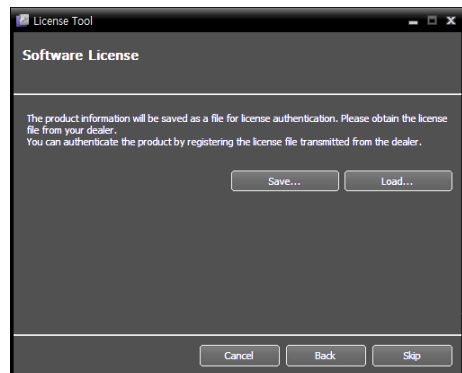 License Tool
Software License
The product information will be saved as a file for license authentication. Please obtain the license
file from your dealer.
You can authenticate the product by registering the license file transmitted from the dealer.
Save... Load...
Cancel Back Skip